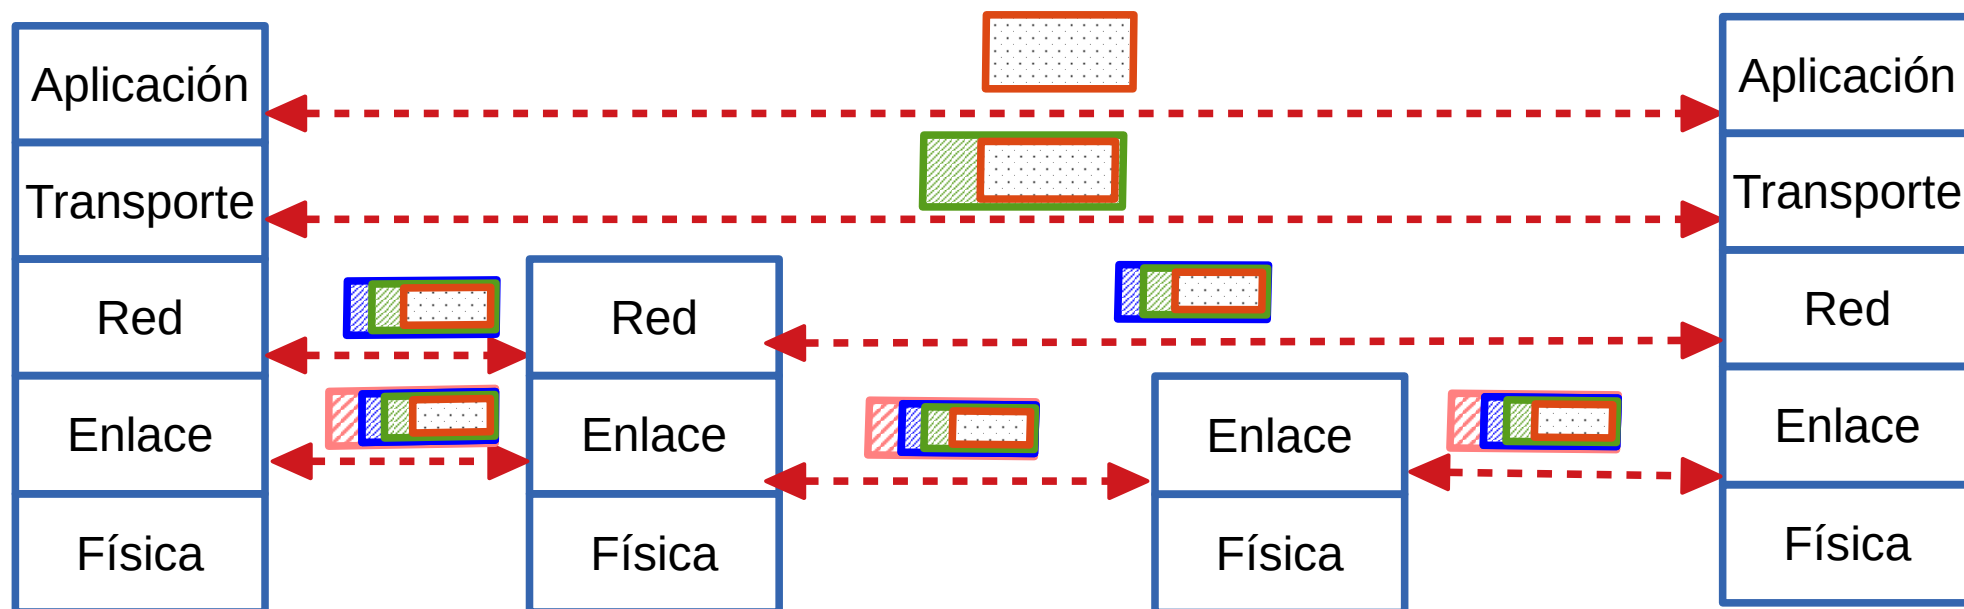 Aplicación
Transporte
Red
Enlace
Física
Red
Enlace
Física
Enlace
Física
Aplicación
Transporte
Red
Enlace
Física